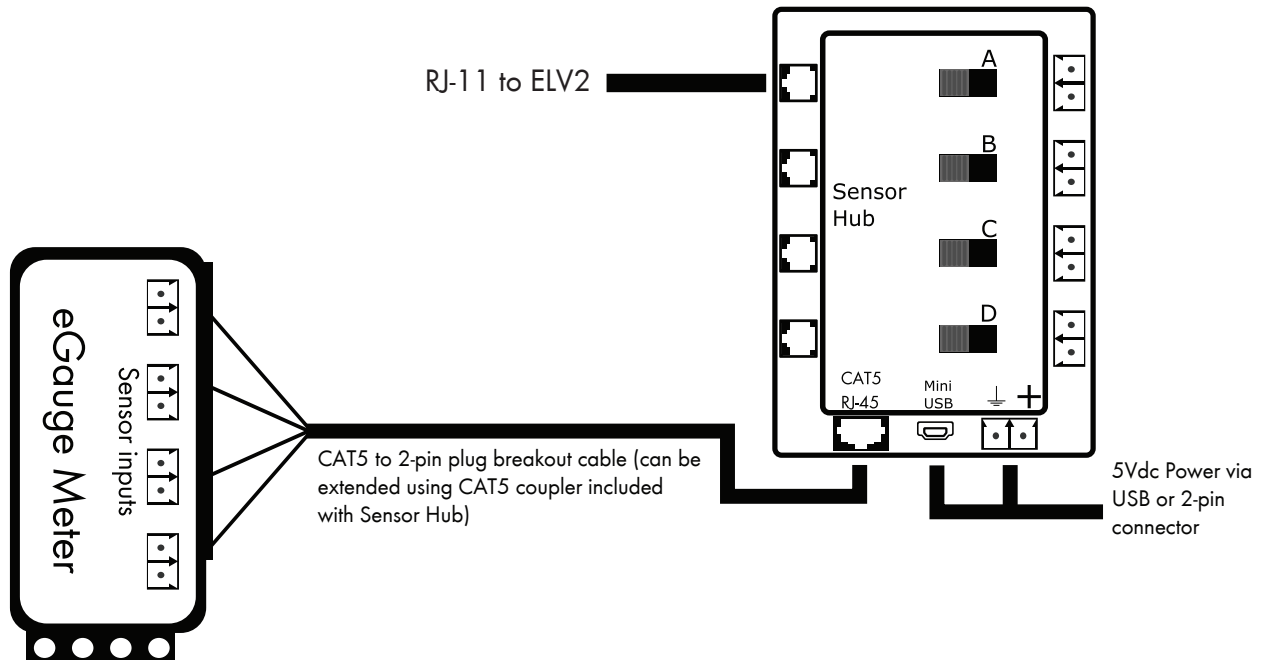 RJ-11 to ELV2
A
B
Sensor
Hub
C
D
CAT5
RJ-45
Mini
USB
+
eGauge Meter
Sensor inputs
CAT5 to 2-pin plug breakout cable (can be
extended using CAT5 coupler included
with Sensor Hub)
5Vdc Power via
USB or 2-pin
connector